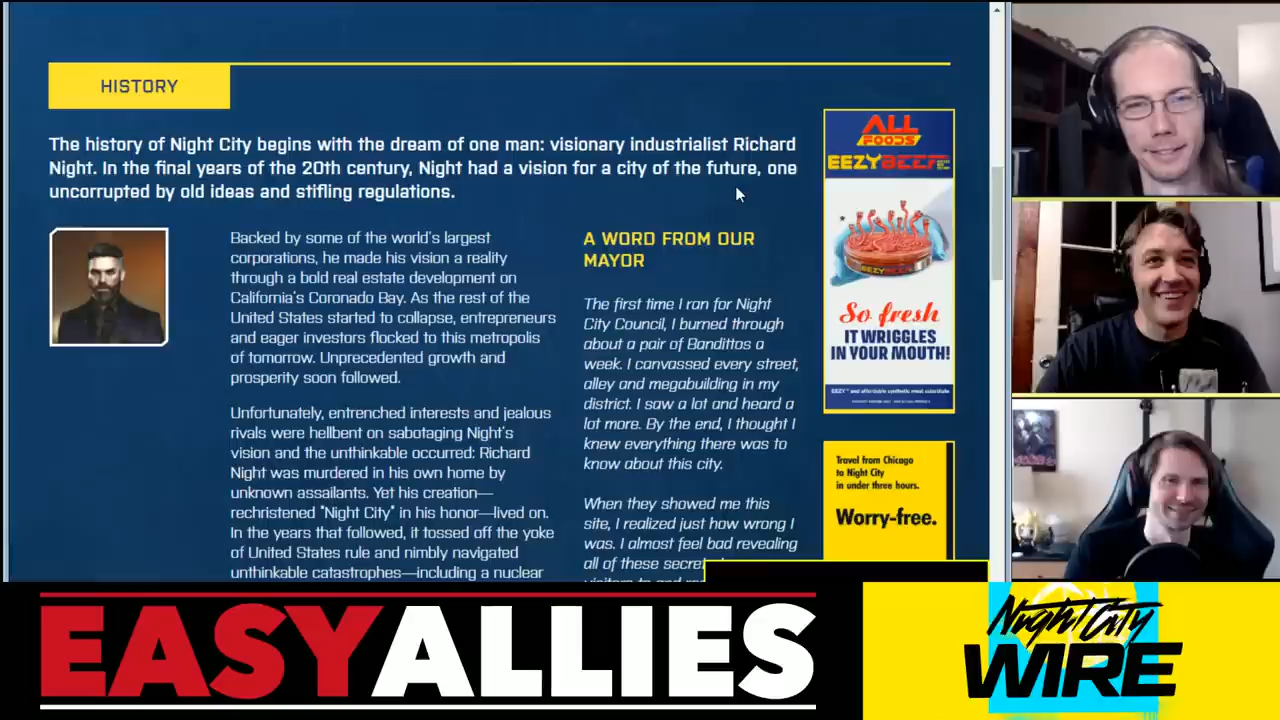 HISTORY
The history of Night City begins with the dream of one man: visionary industrialist Richard
Night. In the final years of the 20th century, Night had a vision for a city of the future, one
uncorrupted by old ideas and stifling regulations.
Backed by some of the world's largest
corporations, he made his vision a reality
through a bold real estate development on
California's Coronado Bay. As the rest of the
United States started to collapse, entrepreneurs
and eager investors flocked to this metropolis
of tomorrow. Unprecedented growth and
prosperity soon followed.
Unfortunately, entrenched interests and jealous
rivals were hellbent on sabotaging Night's
vision and the unthinkable occurred: Richard
Night was murdered in his own home by
unknown assailants. Yet his creation—
rechristened "Night City" in his honor—lived on.
In the years that followed, it tossed off the yoke
of United States rule and nimbly navigated
unthinkable catastrophes—including a nuclear
A WORD FROM OUR
MAYOR
The first time I ran for Night
City Council, I burned through
about a pair of Bandittos a
week. I canvassed every street,
alley and megabuilding in my
district. I saw a lot and heard a
lot more. By the end, I thought I
knew everything there was to
know about this city.
When they showed me this
site, I realized just how wrong I
was. I almost feel bad revealing
all of these secret
ALL
FOODS
EEZYBEEF
EEZYBEEF
So fresh
IT WRIGGLES
IN YOUR MOUTH!
Travel from Chicago
to Night City
in under three hours.
Worry-free.
EASYALLIES
Night City
WIRE